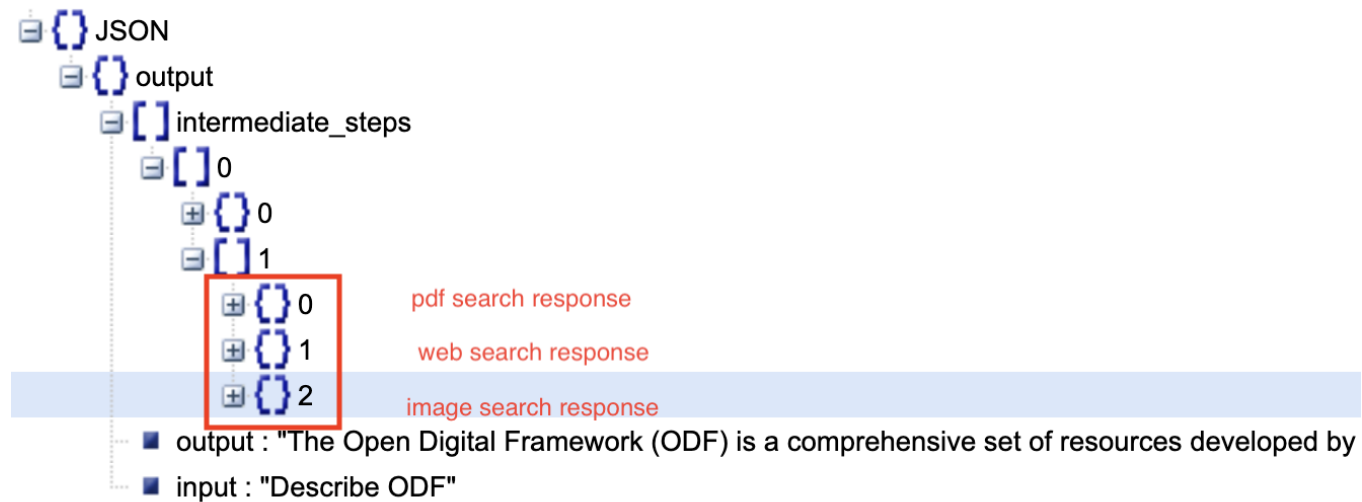 JSON
output
intermediate_steps
0
0
1
0 pdf search response
1 web search response
2 image search response
output : "The Open Digital Framework (ODF) is a comprehensive set of resources developed by
input : "Describe ODF"